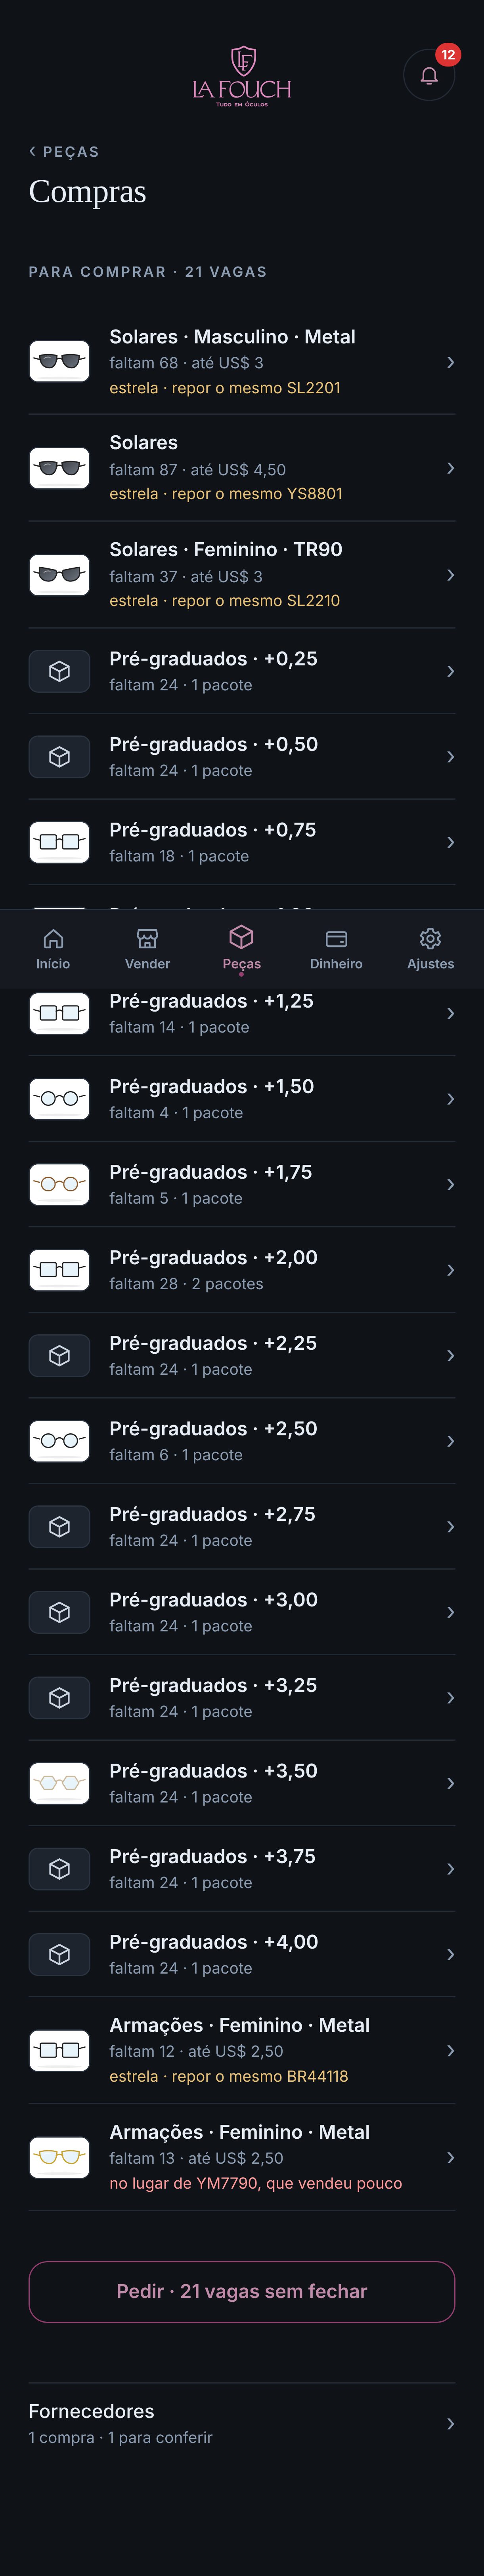 LA FOUCH
TUDO EM ÓCULOS
12
‹ PEÇAS
Compras
PARA COMPRAR · 21 VAGAS
Solares · Masculino · Metal
faltam 68 · até US$ 3
estrela · repor o mesmo SL2201
Solares
faltam 87 · até US$ 4,50
estrela · repor o mesmo YS8801
Solares · Feminino · TR90
faltam 37 · até US$ 3
estrela · repor o mesmo SL2210
Pré-graduados · +0,25
faltam 24 · 1 pacote
Pré-graduados · +0,50
faltam 24 · 1 pacote
Pré-graduados · +0,75
faltam 18 · 1 pacote
Início
Vender
Peças
Dinheiro
Ajustes
Pré-graduados · +1,25
faltam 14 · 1 pacote
Pré-graduados · +1,50
faltam 4 · 1 pacote
Pré-graduados · +1,75
faltam 5 · 1 pacote
Pré-graduados · +2,00
faltam 28 · 2 pacotes
Pré-graduados · +2,25
faltam 24 · 1 pacote
Pré-graduados · +2,50
faltam 6 · 1 pacote
Pré-graduados · +2,75
faltam 24 · 1 pacote
Pré-graduados · +3,00
faltam 24 · 1 pacote
Pré-graduados · +3,25
faltam 24 · 1 pacote
Pré-graduados · +3,50
faltam 24 · 1 pacote
Pré-graduados · +3,75
faltam 24 · 1 pacote
Pré-graduados · +4,00
faltam 24 · 1 pacote
Armações · Feminino · Metal
faltam 12 · até US$ 2,50
estrela · repor o mesmo BR44118
Armações · Feminino · Metal
faltam 13 · até US$ 2,50
no lugar de YM7790, que vendeu pouco
Pedir · 21 vagas sem fechar
Fornecedores
1 compra · 1 para conferir